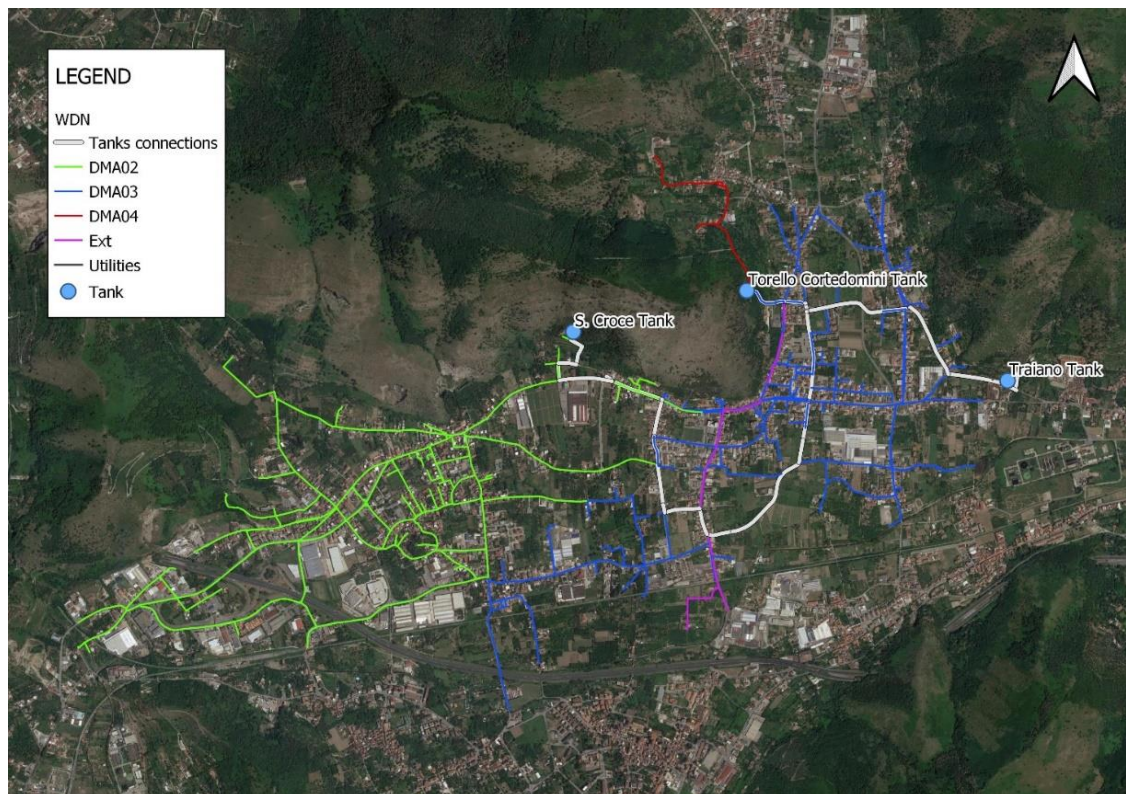 LEGEND
WDN
Tanks connections
DMA02
DMA03
DMA04
Ext
Utilities
Tank
Torello Cortedomini Tank
S. Croce Tank
Traiano Tank